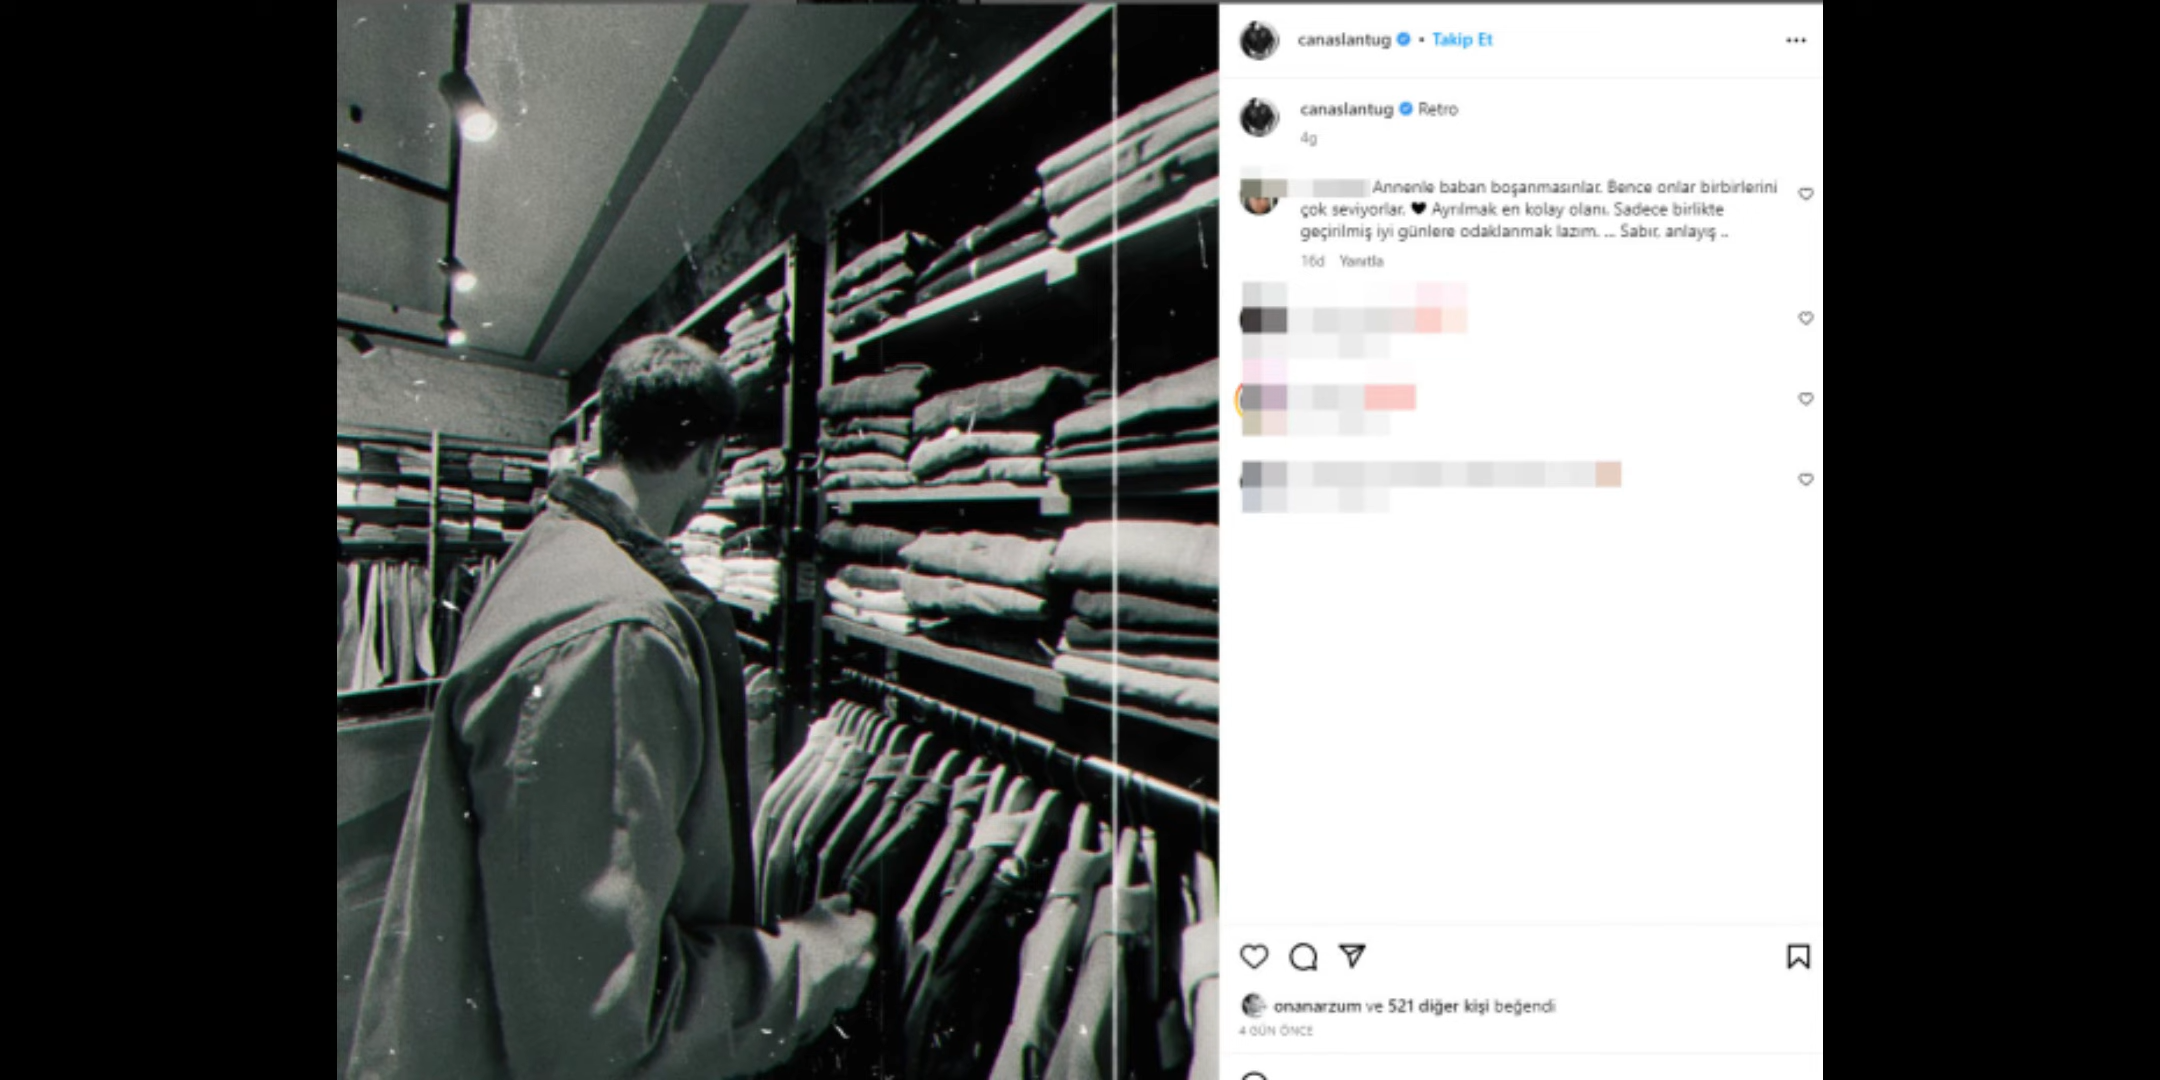 canaslantug • Takip Et
canaslantug Retro
4g
Annenle baban boşanmasınlar. Bence onlar birbirlerini
çok seviyorlar. 🖤 Ayrılmak en kolay olanı. Sadece birlikte
geçirilmiş iyi günlere odaklanmak lazım. ... Sabır, anlayış ..
16d Yanıtla
onanarzum ve 521 diğer kişi beğendi
4 GÜN ÖNCE